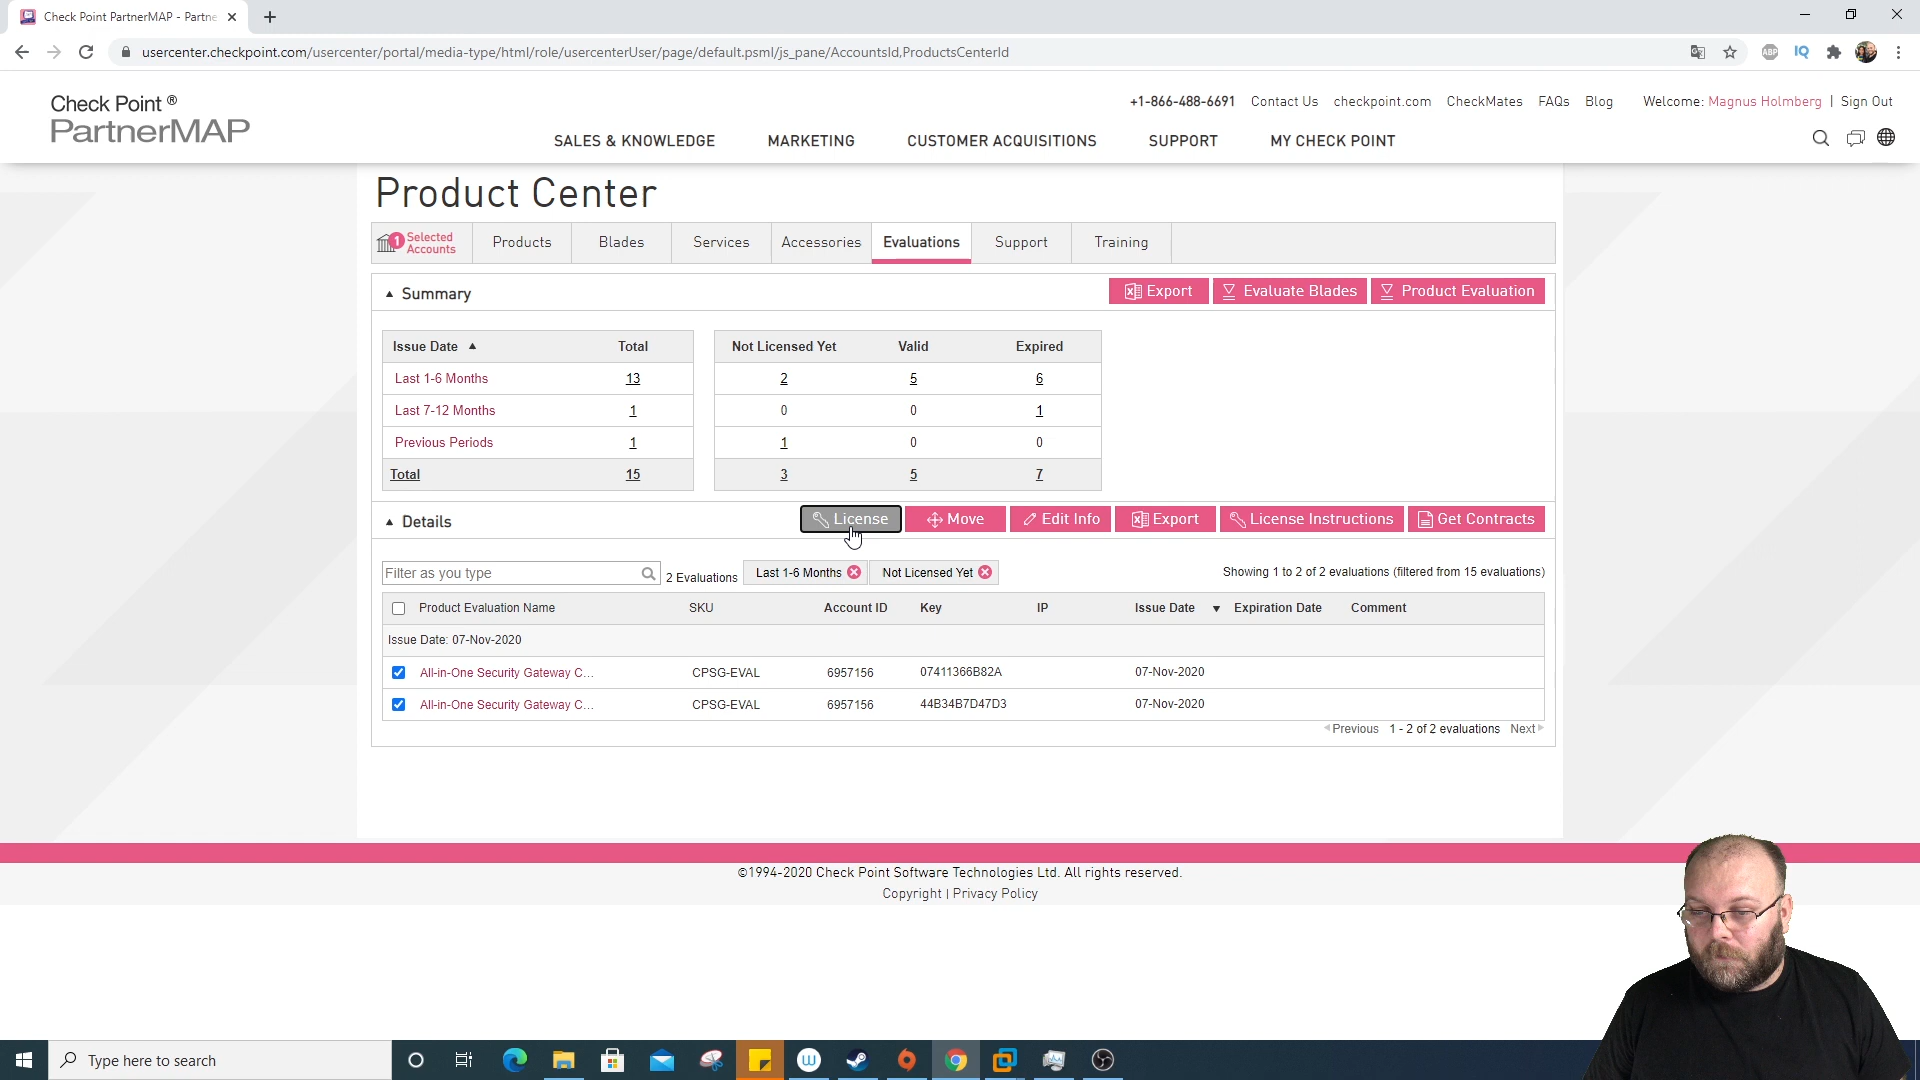 Check Point PartnerMAP - Partne
usercenter.checkpoint.com/usercenter/portal/media-type/html/role/usercenterUser/page/default.psml/js_pane/AccountsId,ProductsCenterId
ABP
IQ
Check Point ®
PartnerMAP
+1-866-488-6691 Contact Us checkpoint.com CheckMates FAQs Blog Welcome: Magnus Holmberg | Sign Out
SALES & KNOWLEDGE MARKETING CUSTOMER ACQUISITIONS SUPPORT MY CHECK POINT
Product Center
1 Selected Accounts Products Blades Services Accessories Evaluations Support Training
Summary Export Evaluate Blades Product Evaluation
Issue Date Total Not Licensed Yet Valid Expired
Last 1-6 Months 13 2 5 6
Last 7-12 Months 1 0 0 1
Previous Periods 1 1 0 0
Total 15 3 5 7
Details License Move Edit Info Export License Instructions Get Contracts
Filter as you type 2 Evaluations Last 1-6 Months Not Licensed Yet Showing 1 to 2 of 2 evaluations (filtered from 15 evaluations)
Product Evaluation Name SKU Account ID Key IP Issue Date Expiration Date Comment
Issue Date: 07-Nov-2020
All-in-One Security Gateway C... CPSG-EVAL 6957156 07411366B82A 07-Nov-2020
All-in-One Security Gateway C... CPSG-EVAL 6957156 44B34B7D47D3 07-Nov-2020
Previous 1 - 2 of 2 evaluations Next
©1994-2020 Check Point Software Technologies Ltd. All rights reserved.
Copyright | Privacy Policy
Type here to search